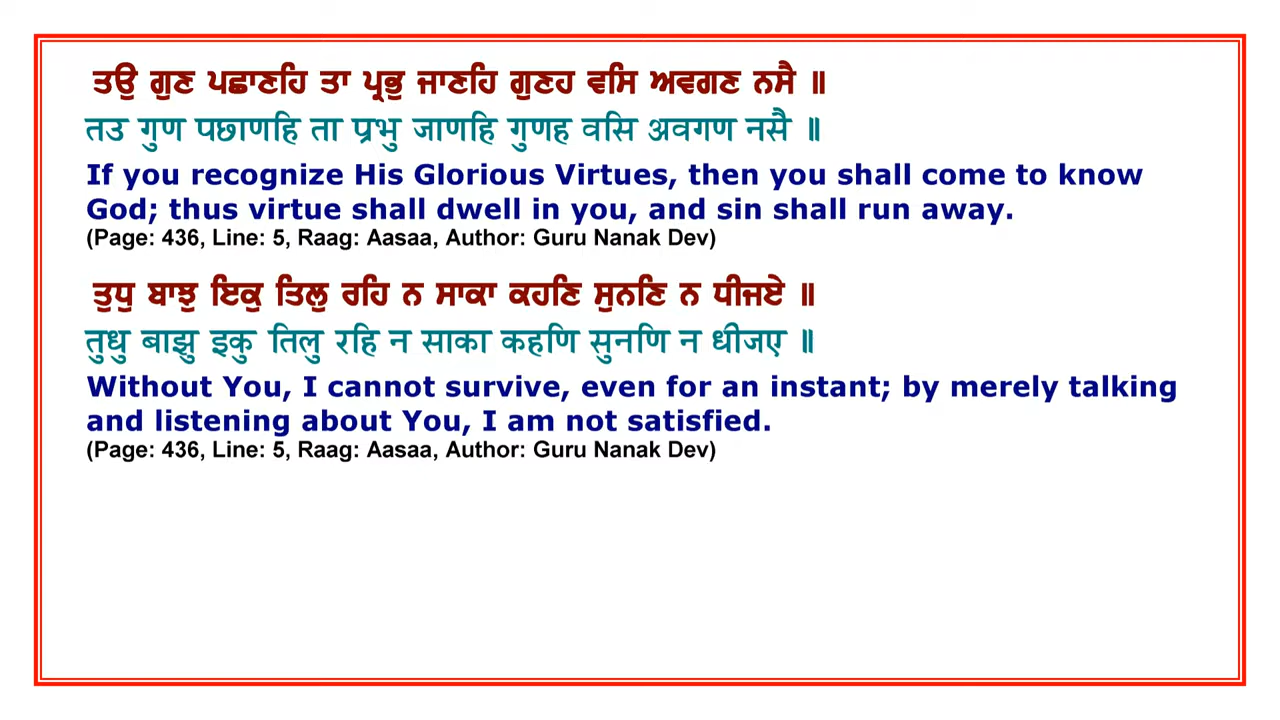 ਤਉ ਗੁਣ ਪਛਾਣਹਿ ਤਾ ਪ੍ਰਭੁ ਜਾਣਹਿ ਗੁਣਹ ਵਸਿ ਅਵਗਣ ਨਸੈ ॥
तउ गुण पछाणहि ता प्रभु जाणहि गुणह वसि अवगण नसै ॥
If you recognize His Glorious Virtues, then you shall come to know
God; thus virtue shall dwell in you, and sin shall run away.
(Page: 436, Line: 5, Raag: Aasaa, Author: Guru Nanak Dev)
ਤੁਧੁ ਬਾਝੁ ਇਕੁ ਤਿਲੁ ਰਹਿ ਨ ਸਾਕਾ ਕਹਣਿ ਸੁਨਣਿ ਨ ਧੀਜਏ ॥
तुधु बाझु इकु तिलु रहि न साका कहणि सुनणि न धीजए ॥
Without You, I cannot survive, even for an instant; by merely talking
and listening about You, I am not satisfied.
(Page: 436, Line: 5, Raag: Aasaa, Author: Guru Nanak Dev)